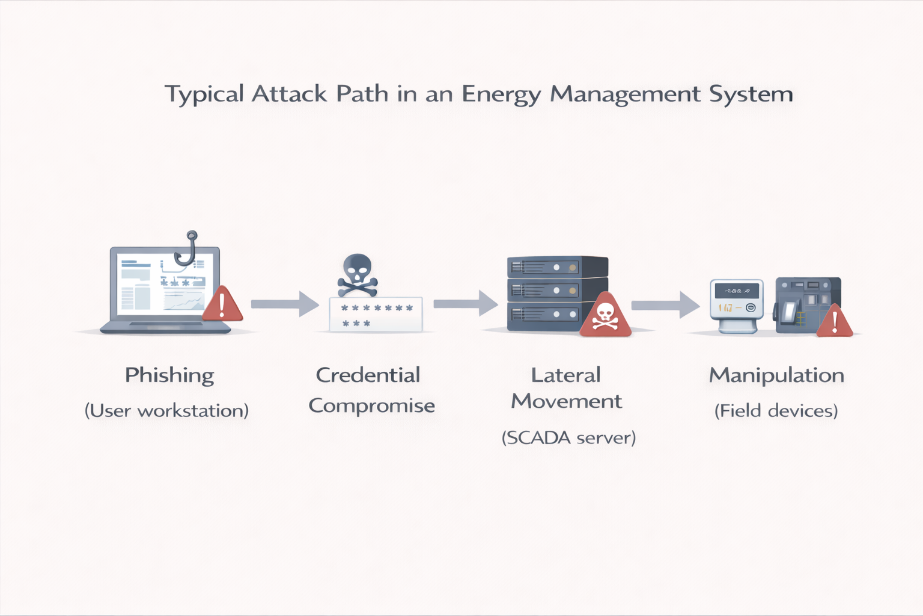 Typical Attack Path in an Energy Management System
Phishing
(User workstation)
* * * * * * *
* * *
Credential
Compromise
Lateral
Movement
(SCADA server)
Manipulation
(Field devices)